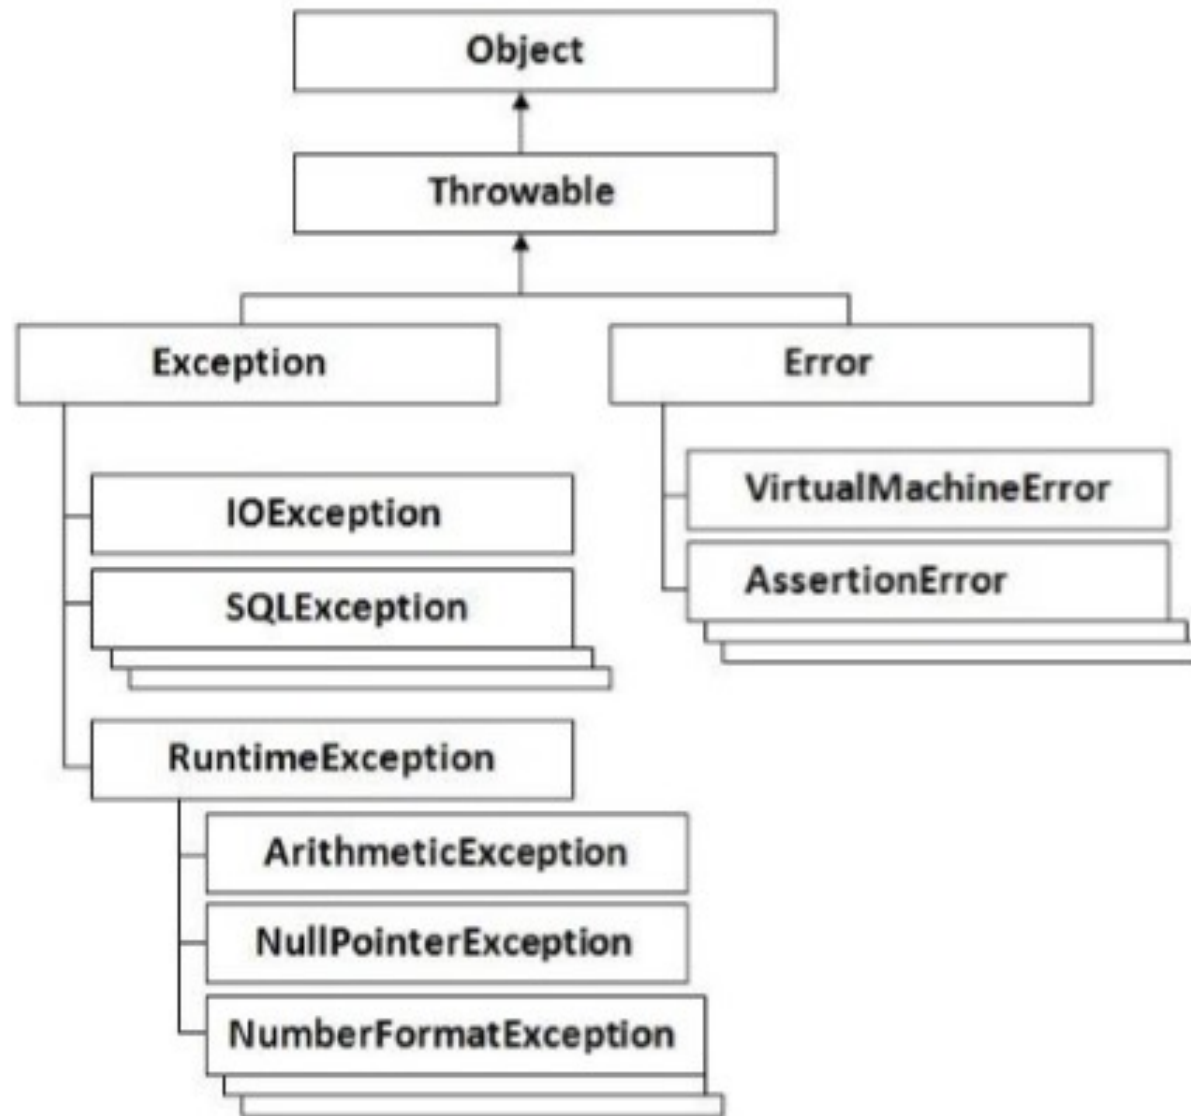 Object
Throwable
Exception
Error
IOException
VirtualMachineError
SQLException
AssertionError
RuntimeException
ArithmeticException
NullPointerException
NumberFormatException